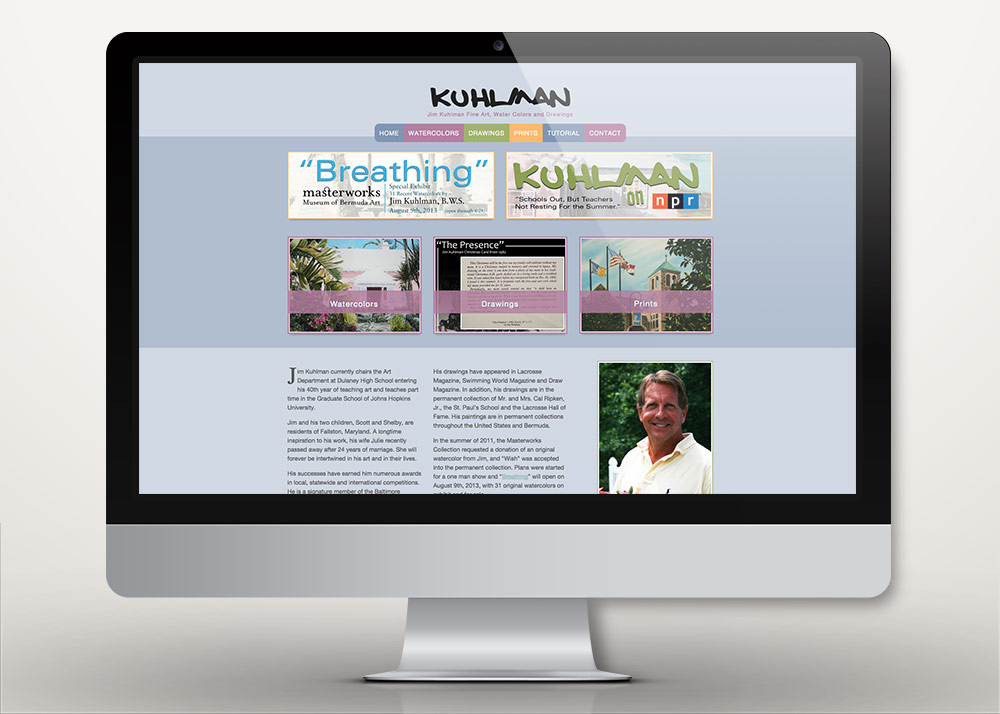 KUHLMAN
Jim Kuhlman Fine Art, Water Colors and Drawings
HOME WATERCOLORS DRAWINGS PRINTS TUTORIAL CONTACT
“Breathing”
masterworks
Museum of Bermuda Art
Special Exhibit
31 Recent Watercolors by
Jim Kuhlman, B.W.S.
August 9th, 2013
KUHLMAN
on npr
“Schools Out, But Teachers
Not Resting For the Summer.”
Watercolors
“The Presence”
Jim Kuhlman Christmas Card from 1982
Drawings
Prints
Jim Kuhlman currently chairs the Art
Department at Dulaney High School entering
his 40th year of teaching art and teaches part
time in the Graduate School of Johns Hopkins
University.
Jim and his two children, Scott and Shelby, are
residents of Fallston, Maryland. A longtime
inspiration to his work, his wife Julie recently
passed away after 24 years of marriage. She will
forever be intertwined in his art and in their lives.
His successes have earned him numerous awards
in local, statewide and international competitions.
He is a signature member of the Baltimore
His drawings have appeared in Lacrosse
Magazine, Swimming World Magazine and Draw
Magazine. In addition, his drawings are in the
permanent collection of Mr. and Mrs. Cal Ripken,
Jr., the St. Paul's School and the Lacrosse Hall of
Fame. His paintings are in permanent collections
throughout the United States and Bermuda.
In the summer of 2011, the Masterworks
Collection requested a donation of an original
watercolor from Jim, and "Wish" was accepted
into the permanent collection. Plans were started
for a one man show and "Breathing" will open on
August 9th, 2013, with 31 original watercolors on